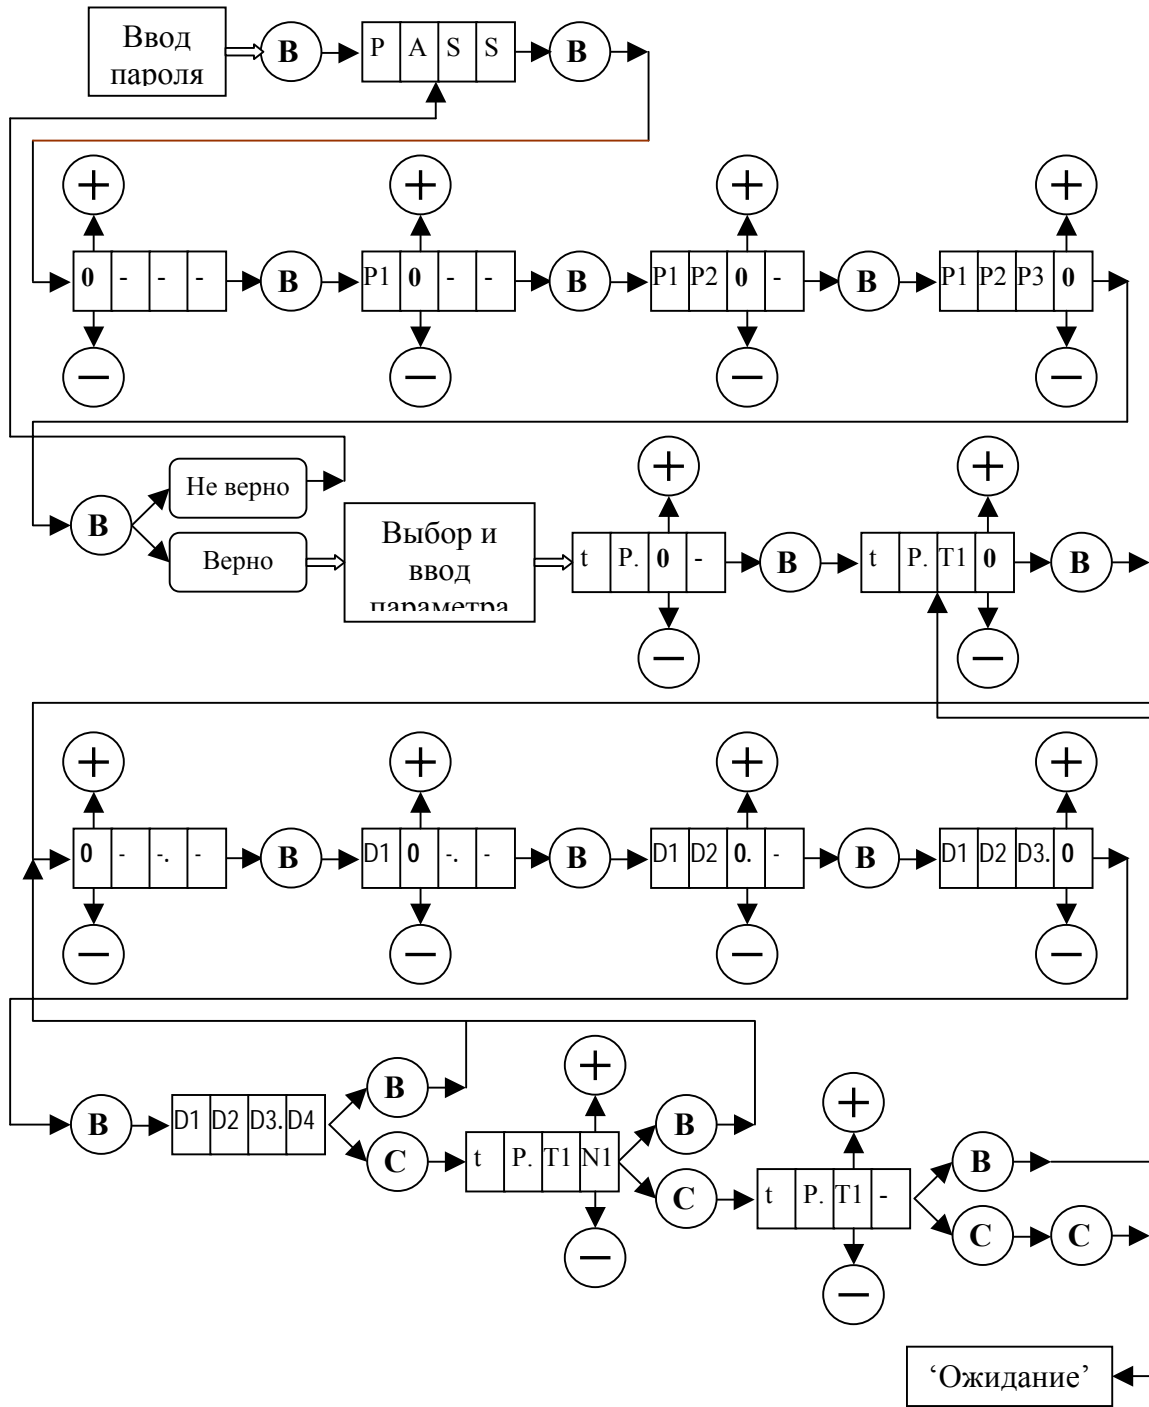 Ввод
пароля
В P A S S В
+ + + +
0 - - - В P1 0 - - В P1 P2 0 - В P1 P2 P3 0
— — — —
Не верно
В
Верно
Выбор и
ввод
параметра
+ +
t P. 0 - В t P. T1 0 В
— —
+ + + +
0 - -. - В D1 0 -. - В D1 D2 0. - В D1 D2 D3. 0
— — — —
В D1 D2 D3. D4
В
С
+
t P. T1 N1
—
В
С
+
t P. T1 -
—
В
С С
‘Ожидание’